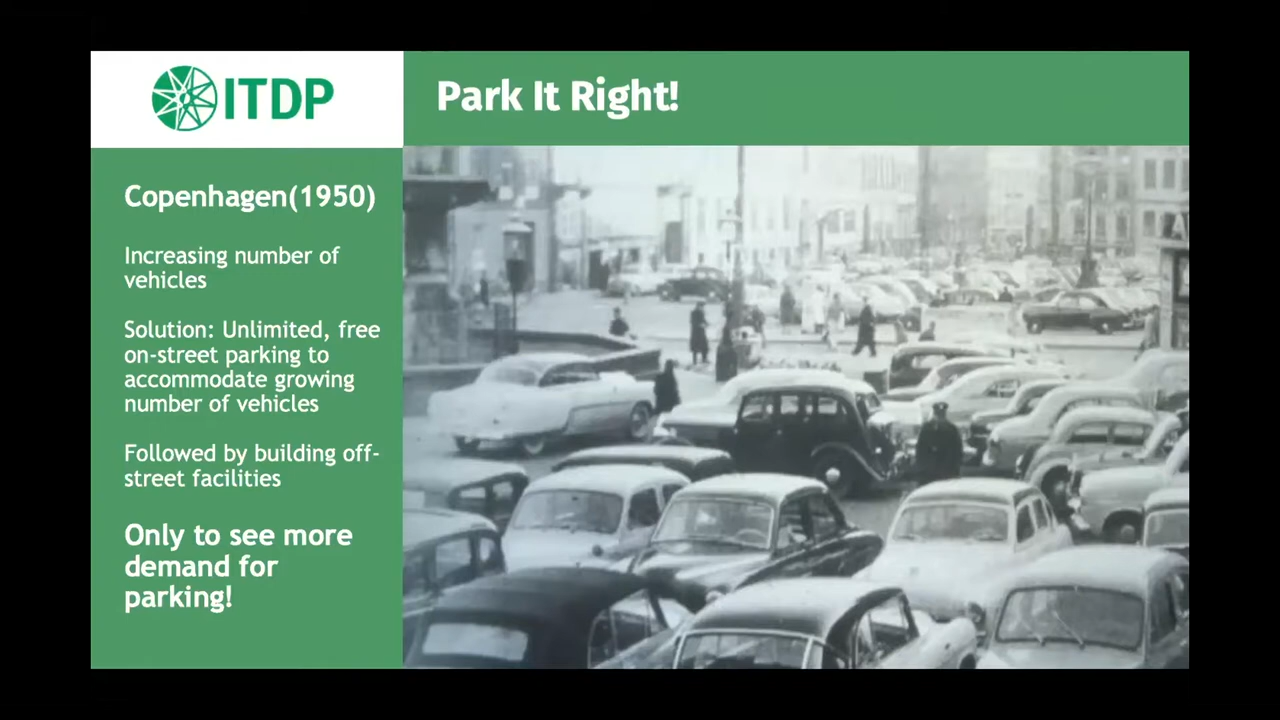 ITDP
Park It Right!
Copenhagen(1950)
Increasing number of
vehicles
Solution: Unlimited, free
on-street parking to
accommodate growing
number of vehicles
Followed by building off-
street facilities
Only to see more
demand for
parking!
A